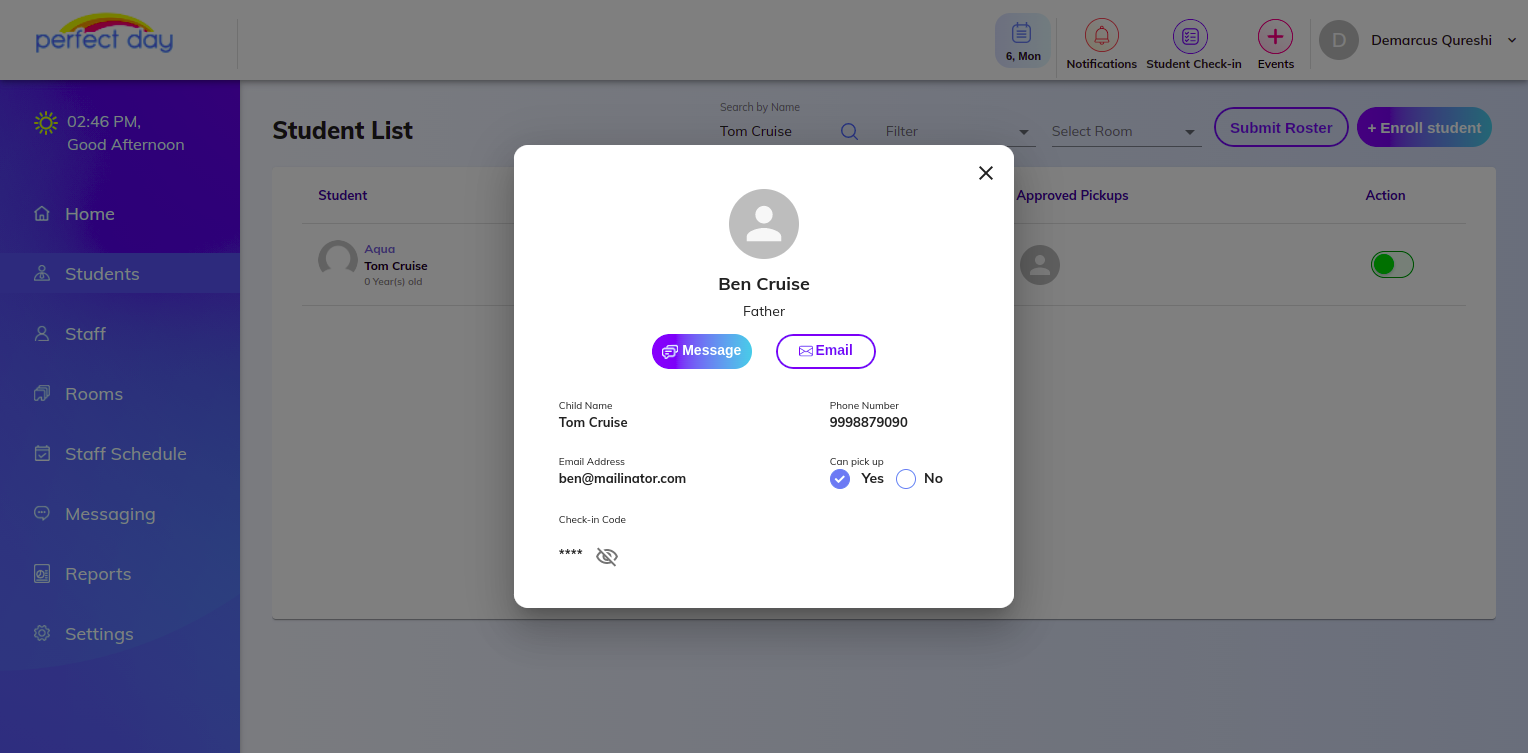 perfect day
6, Mon
Notifications
Student Check-in
Events
D
Demarcus Qureshi
02:46 PM,
Good Afternoon
Home
Students
Staff
Rooms
Staff Schedule
Messaging
Reports
Settings
Student List
Search by Name
Tom Cruise
Filter
Select Room
Submit Roster
+ Enroll student
Student
Approved Pickups
Action
Aqua
Tom Cruise
0 Year(s) old
Ben Cruise
Father
Message
Email
Child Name
Tom Cruise
Phone Number
9998879090
Email Address
ben@mailinator.com
Can pick up
Yes
No
Check-in Code
****